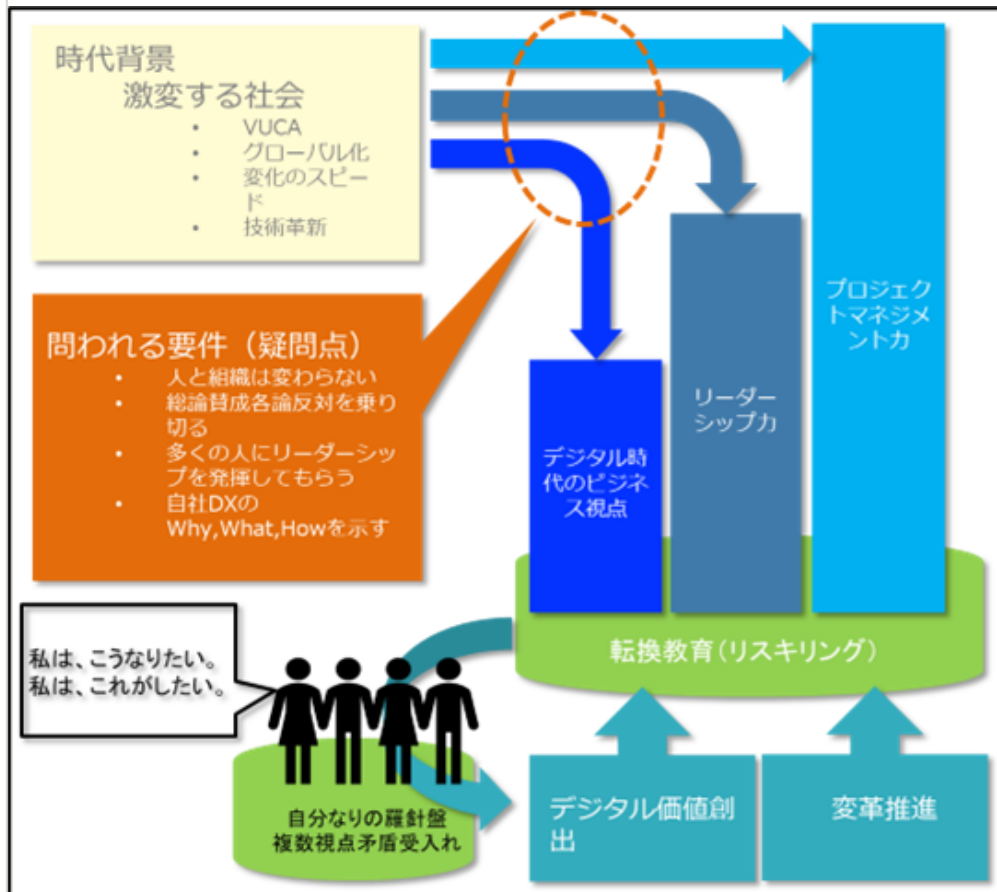 時代背景
激変する社会
• VUCA
• グローバル化
• 変化のスピー
ド
• 技術革新
問われる要件（疑問点）
• 人と組織は変わらない
• 総論賛成各論反対を乗り
切る
• 多くの人にリーダーシッ
プを発揮してもらう
• 自社DXの
Why,What,Howを示す
デジタル時
代のビジネ
ス視点
リーダー
シップ力
プロジェク
トマネジメ
ント力
転換教育（リスキリング）
私は、こうなりたい。
私は、これがしたい。
自分なりの羅針盤
複数視点矛盾受入れ
デジタル価値創
出
変革推進